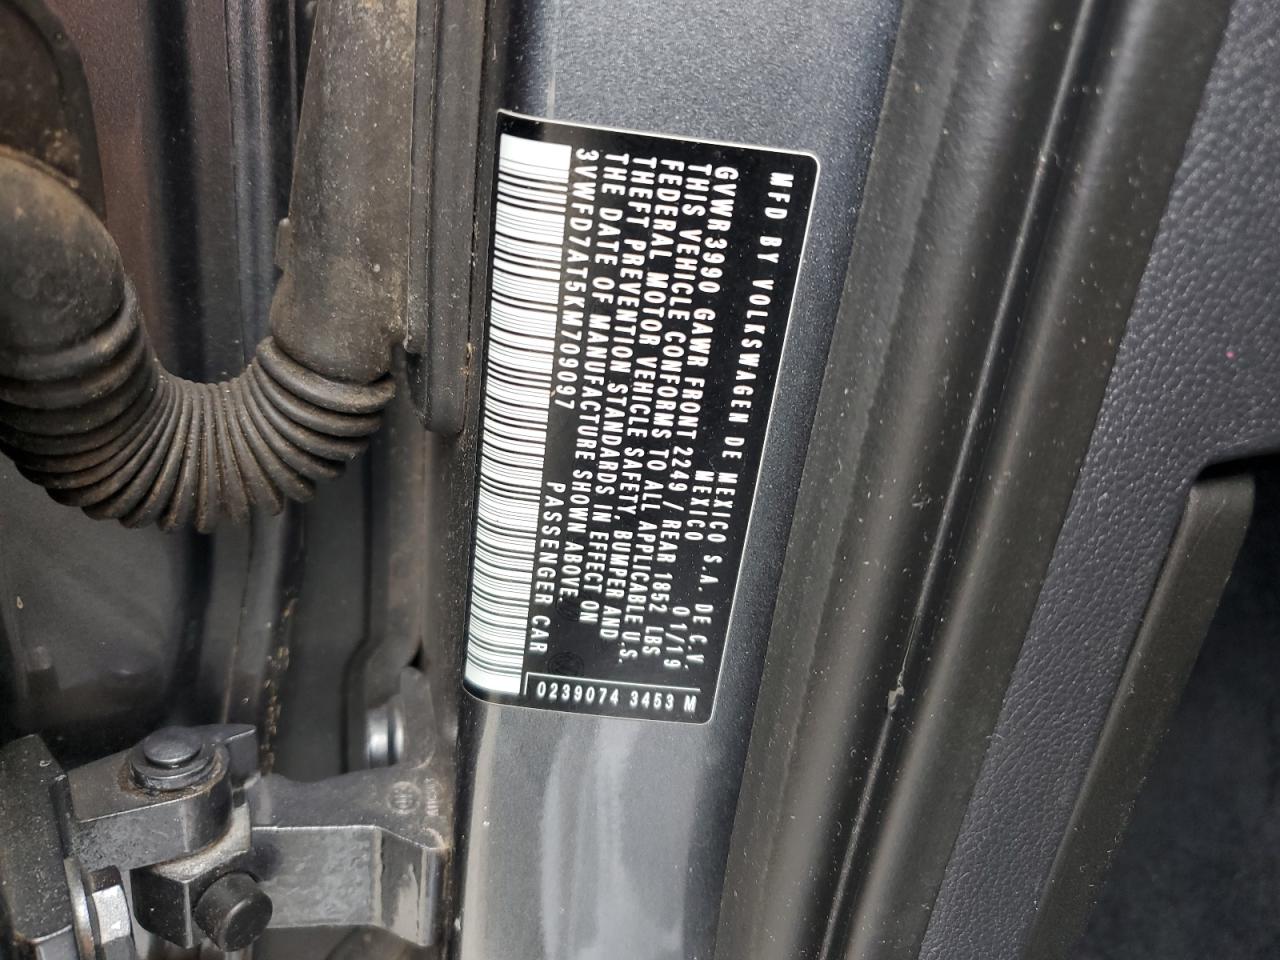 MFD BY VOLKSWAGEN DE MEXICO S.A. DE C.V
MEXICO 01/19
GVWR 3990 GAWR FRONT 2249 / REAR 1852 LBS
THIS VEHICLE CONFORMS TO ALL APPLICABLE U.S.
FEDERAL MOTOR VEHICLE SAFETY, BUMPER AND
THEFT PREVENTION STANDARDS IN EFFECT ON
THE DATE OF MANUFACTURE SHOWN ABOVE.
3VWFD7AT5KM709097 PASSENGER CAR
0239074 3453 M